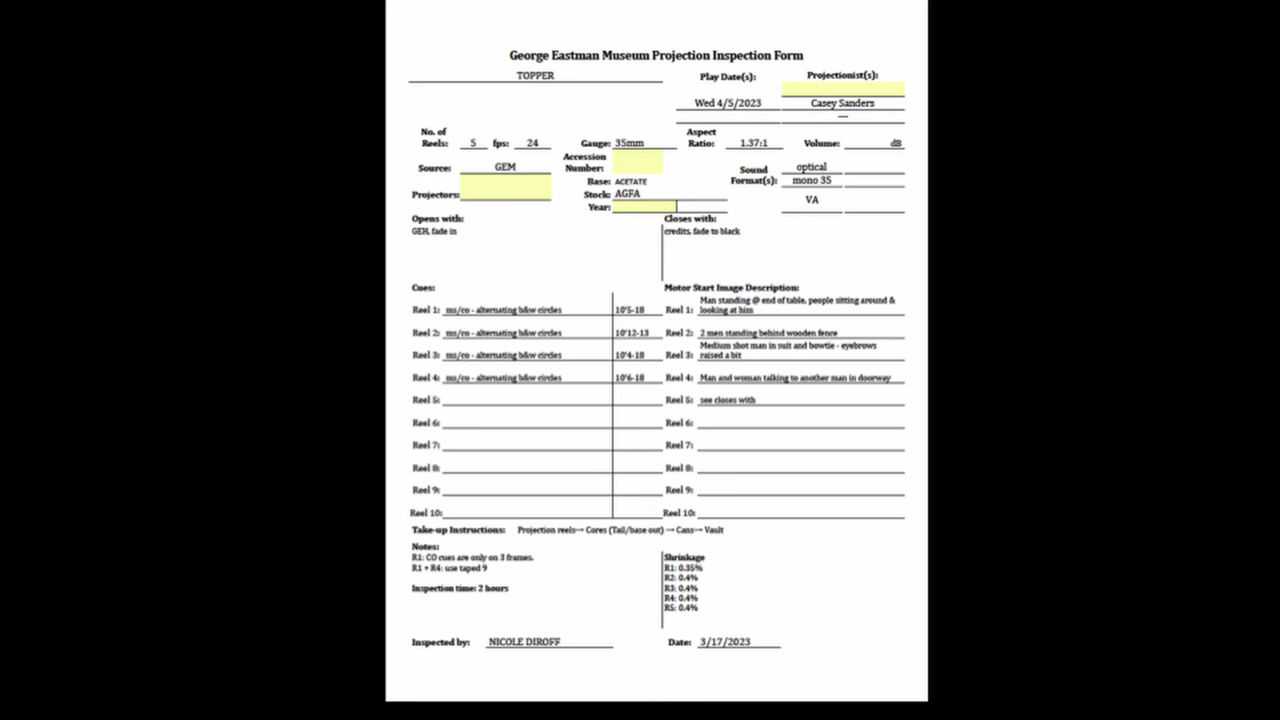 George Eastman Museum Projection Inspection Form
TOPPER
Play Date(s):
Projectionist(s):
Wed 4/5/2023
Casey Sanders
—
No. of Reels: 5 fps: 24
Gauge: 35mm
Aspect Ratio: 1.37:1
Volume: dB
Source: GEM
Accession Number:
Sound Format(s): optical
mono 35
VA
Projectors:
Base: ACETATE
Stock: AGFA
Year:
Opens with:
GEH, fade in
Closes with:
credits, fade to black
Cues:
Reel 1: ms/co - alternating b&w circles 10'5-18
Reel 2: ms/co - alternating b&w circles 10'12-13
Reel 3: ms/co - alternating b&w circles 10'4-18
Reel 4: ms/co - alternating b&w circles 10'6-18
Reel 5:
Reel 6:
Reel 7:
Reel 8:
Reel 9:
Reel 10:
Motor Start Image Description:
Reel 1: Man standing @ end of table, people sitting around &
looking at him
Reel 2: 2 men standing behind wooden fence
Reel 3: Medium shot man in suit and bowtie - eyebrows
raised a bit
Reel 4: Man and woman talking to another man in doorway
Reel 5: see closes with
Reel 6:
Reel 7:
Reel 8:
Reel 9:
Reel 10:
Take-up Instructions: Projection reels→ Cores (Tail/base out) → Cans→ Vault
Notes:
R1: CO cues are only on 3 frames.
R1 + R4: use taped 9
Inspection time: 2 hours
Shrinkage
R1: 0.35%
R2: 0.4%
R3: 0.4%
R4: 0.4%
R5: 0.4%
Inspected by: NICOLE DIROFF
Date: 3/17/2023